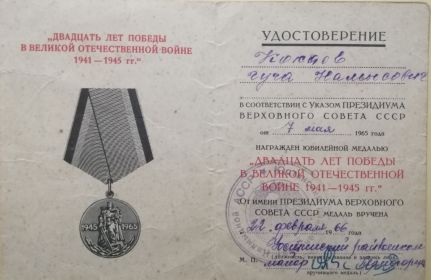 „ДВАДЦАТЬ ЛЕТ ПОБЕДЫ
В ВЕЛИКОЙ ОТЕЧЕСТВЕННОЙ ВОЙНЕ
1941—1945 гг."
1945 1965
УДОСТОВЕРЕНИЕ
В СООТВЕТСТВИИ С УКАЗОМ ПРЕЗИДИУМА
ВЕРХОВНОГО СОВЕТА СССР
от 7 мая 1965 года
НАГРАЖДЕН ЮБИЛЕЙНОЙ МЕДАЛЬЮ
„ДВАДЦАТЬ ЛЕТ ПОБЕДЫ
В ВЕЛИКОЙ ОТЕЧЕСТВЕННОЙ
ВОЙНЕ 1941—1945 гг."
ОТ ИМЕНИ ПРЕЗИДИУМА ВЕРХОВНОГО
СОВЕТА СССР МЕДАЛЬ ВРУЧЕНА
22 февраля 1966
М. П. майор